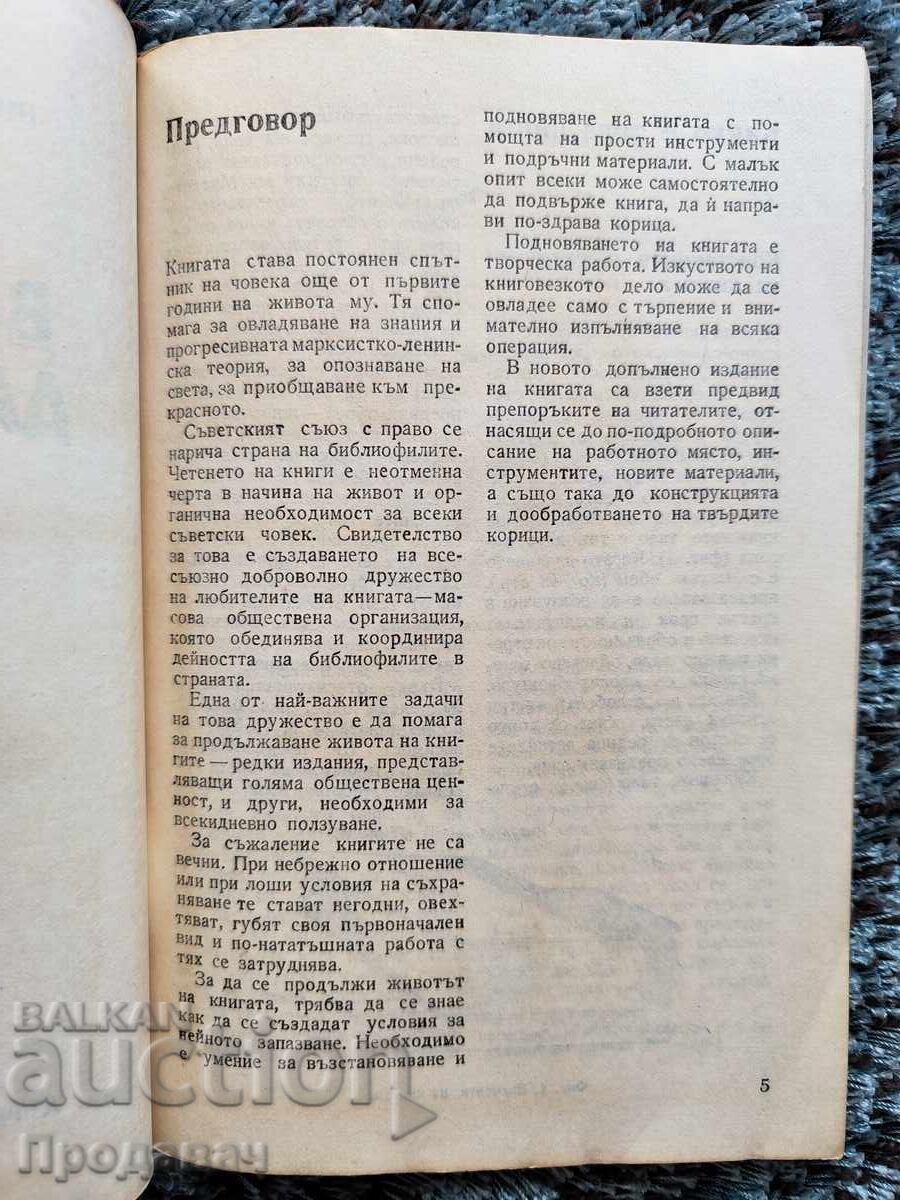 Предговор
Книгата става постоянен спът-
ник на човека още от първите
години на живота му. Тя спо-
мага за овладяване на знания и
прогресивната марксистко-ленин-
ска теория, за опознаване на
света, за приобщаване към пре-
красното.
Съветският съюз с право се
нарича страна на библиофилите.
Четенето на книги е неотменна
черта в начина на живот и ор-
ганична необходимост за всеки
съветски човек. Свидетелство
за това е създаването на все-
съюзно доброволно дружество
на любителите на книгата—ма-
сова обществена организация,
която обединява и координира
дейността на библиофилите в
страната.
Една от най-важните задачи
на това дружество е да помага
за продължаване живота на кни-
гите — редки издания, представ-
ляващи голяма обществена цен-
ност, и други, необходими за
всекидневно ползуване.
За съжаление книгите не са
вечни. При небрежно отношение
или при лоши условия на съхра-
няване те стават негодни, овех-
тяват, губят своя първоначален
вид и по-нататъшната работа с
тях се затруднява.
За да се продължи животът
на книгата, трябва да се знае
как да се създадат условия за
нейното запазване. Необходимо
е умение за възстановяване и
подновяване на книгата с по-
мощта на прости инструменти
и подръчни материали. С малък
опит всеки може самостоятелно
да подвърже книга, да ѝ направи
ви по-здрава корица.
Подновяването на книгата е
творческа работа. Изкуството на
книговезкото дело може да се
овладее само с търпение и вни-
мателно изпълняване на всяка
операция.
В новото допълнено издание
на книгата са взети предвид
препоръките на читателите, от-
насящи се до по-подробното опи-
сание на работното място, ин-
струментите, новите материали,
а също така до конструкцията
и дообработването на твърдите
корици.
5
BALKAN
auction
Продавач